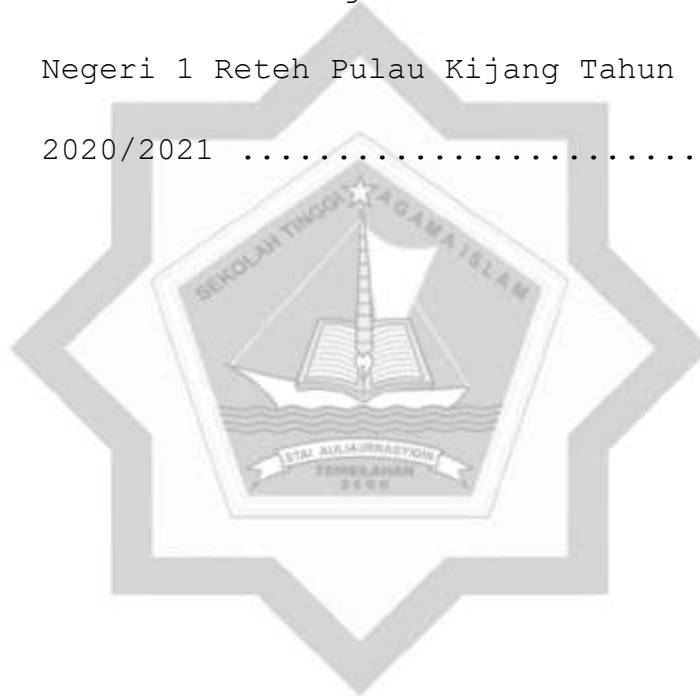 Negeri 1 Reteh Pulau Kijang Tahun
2020/2021 ........................
SEKOLAH TINGGI AGAMA ISLAM
STAI AULIAURRASYIDIN
TEMBILAHAN